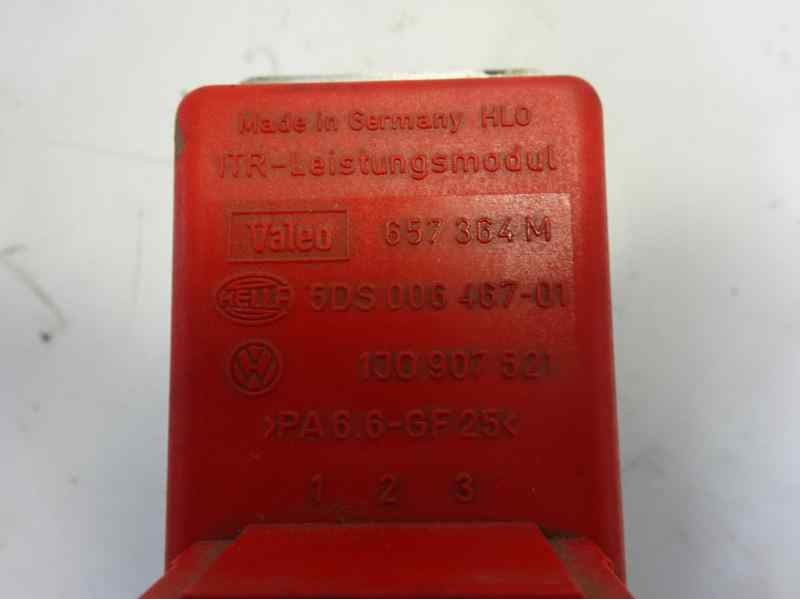 Made in Germany HLO
ITR-Leistungsmodul
Valeo 657 364 M
HELLA 5DS 006 467-01
VW 1J0 907 521
>PA 6.6-GF 25<
1 2 3